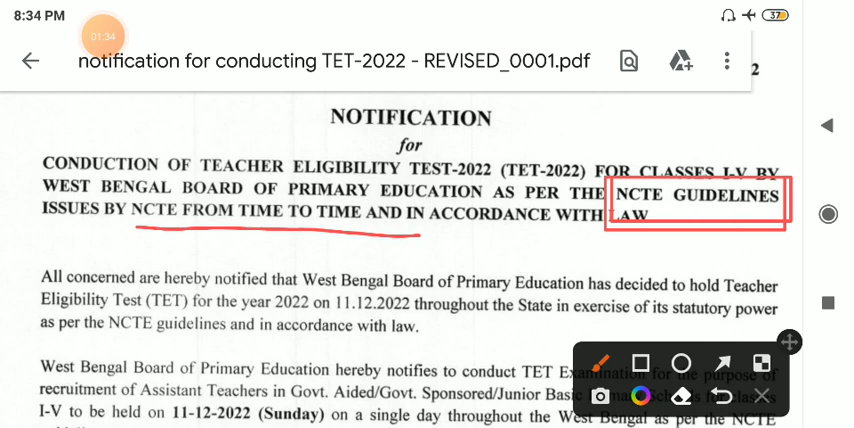 8:34 PM
37
01:34
notification for conducting TET-2022 - REVISED_0001.pdf
2
NOTIFICATION
for
CONDUCTION OF TEACHER ELIGIBILITY TEST-2022 (TET-2022) FOR CLASSES I-V BY
WEST BENGAL BOARD OF PRIMARY EDUCATION AS PER THE NCTE GUIDELINES
ISSUES BY NCTE FROM TIME TO TIME AND IN ACCORDANCE WITH LAW
All concerned are hereby notified that West Bengal Board of Primary Education has decided to hold Teacher
Eligibility Test (TET) for the year 2022 on 11.12.2022 throughout the State in exercise of its statutory power
as per the NCTE guidelines and in accordance with law.
West Bengal Board of Primary Education hereby notifies to conduct TET Examination for the purpose of
recruitment of Assistant Teachers in Govt. Aided/Govt. Sponsored/Junior Basic Schools for classes
I-V to be held on 11-12-2022 (Sunday) on a single day throughout the West Bengal as per the NCTE